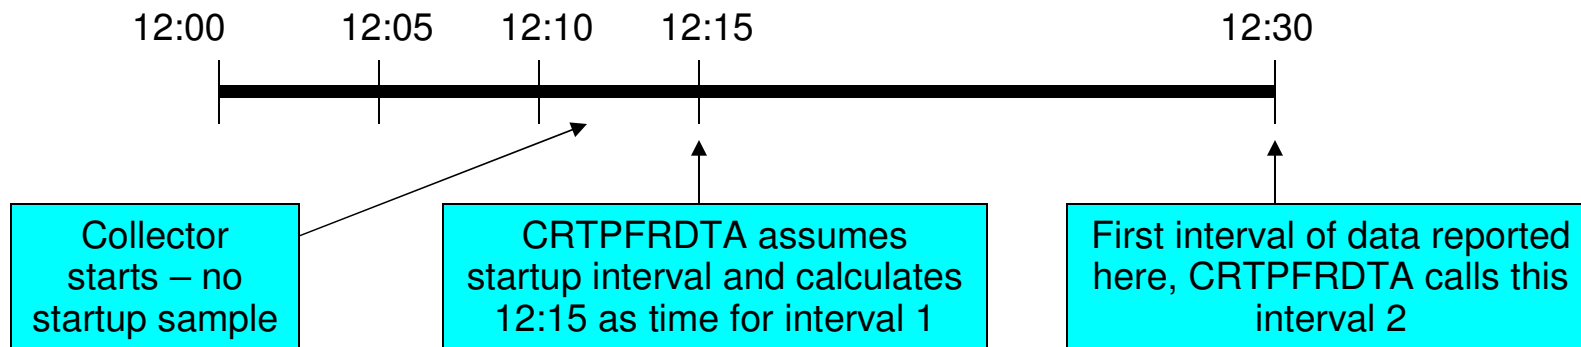 12:00 12:05 12:10 12:15 12:30
Collector
starts – no
startup sample
CRTPFRDTA assumes
startup interval and calculates
12:15 as time for interval 1
First interval of data reported
here, CRTPFRDTA calls this
interval 2